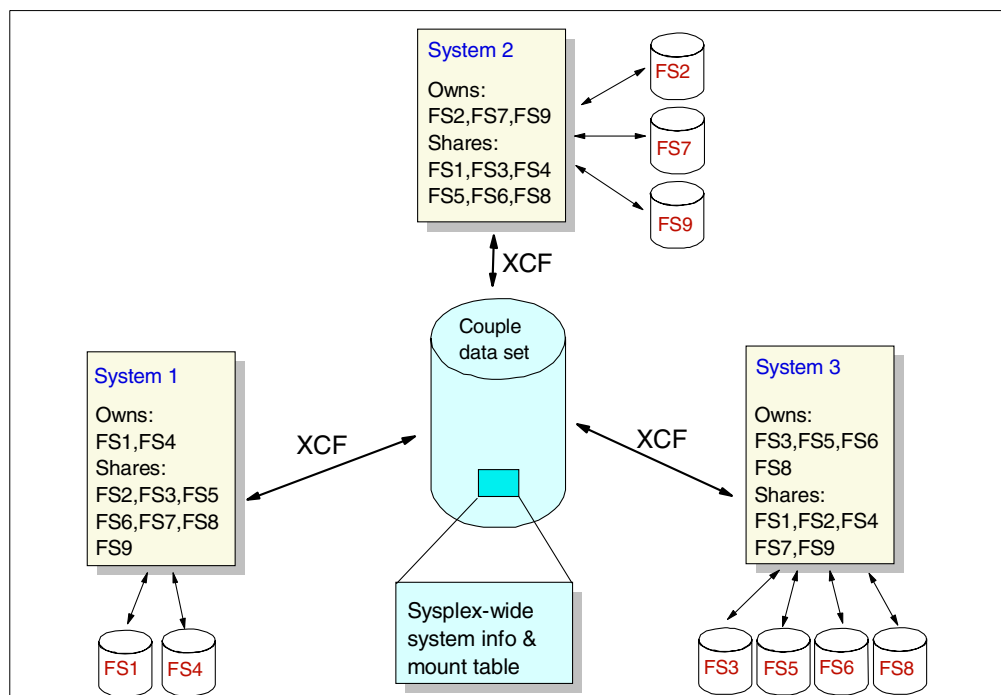 System 2
Owns:
FS2,FS7,FS9
Shares:
FS1,FS3,FS4
FS5,FS6,FS8
FS2
FS7
FS9
XCF
Couple
data set
System 1
Owns:
FS1,FS4
Shares:
FS2,FS3,FS5
FS6,FS7,FS8
FS9
XCF
XCF
System 3
Owns:
FS3,FS5,FS6
FS8
Shares:
FS1,FS2,FS4
FS7,FS9
Sysplex-wide
system info &
mount table
FS1
FS4
FS3
FS5
FS6
FS8